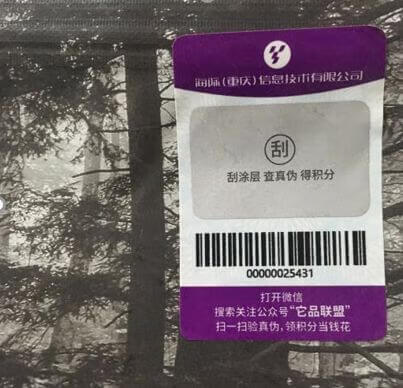 海际(重庆)信息技术有限公司
刮
刮涂层 查真伪 得积分
00000025431
打开微信
搜索关注公众号“它品联盟”
扫一扫验真伪,领积分当钱花